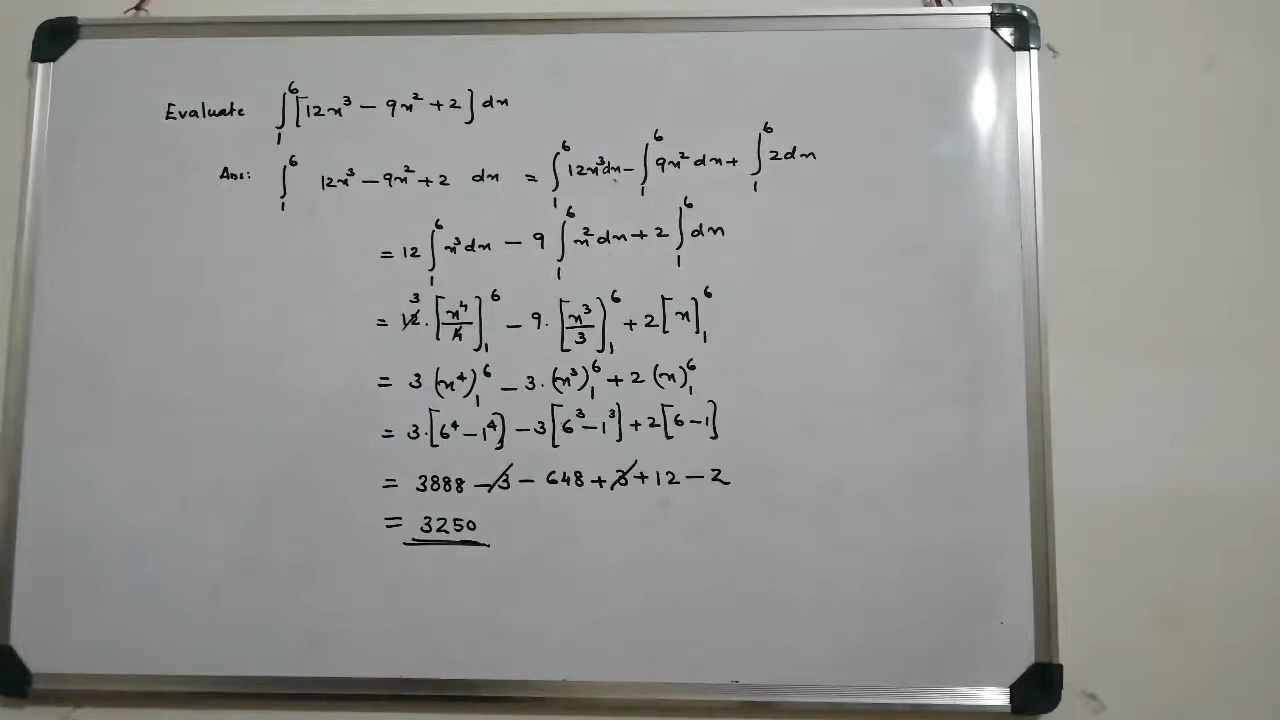 Evaluate ∫₁⁶ [12x³ − 9x² + 2] dx
Ans: ∫₁⁶ 12x³ − 9x² + 2 dx = ∫₁⁶ 12x³dx − ∫₁⁶ 9x² dx + ∫₁⁶ 2dx
= 12 ∫₁⁶ x³dx − 9 ∫₁⁶ x² dx + 2 ∫₁⁶ dx
= 12̸ ³ · [x⁴/4̸]₁⁶ − 9 · [x³/3]₁⁶ + 2 [x]₁⁶
= 3 (x⁴)₁⁶ − 3 · (x³)₁⁶ + 2 (x)₁⁶
= 3 · [6⁴ − 1⁴] − 3 [6³ − 1³] + 2 [6 − 1]
= 3888 − 3̸ − 648 + 3̸ + 12 − 2
= 3250